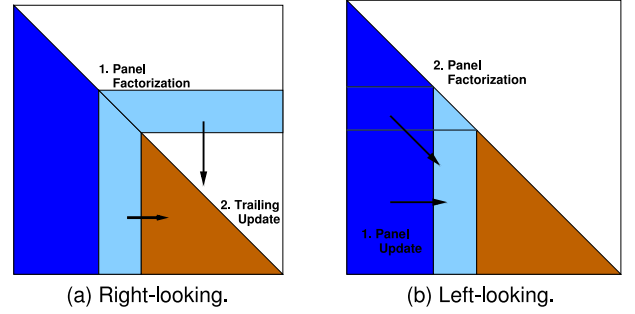 1. Panel
Factorization
2. Trailing
Update
(a) Right-looking.
2. Panel
Factorization
1. Panel
Update
(b) Left-looking.